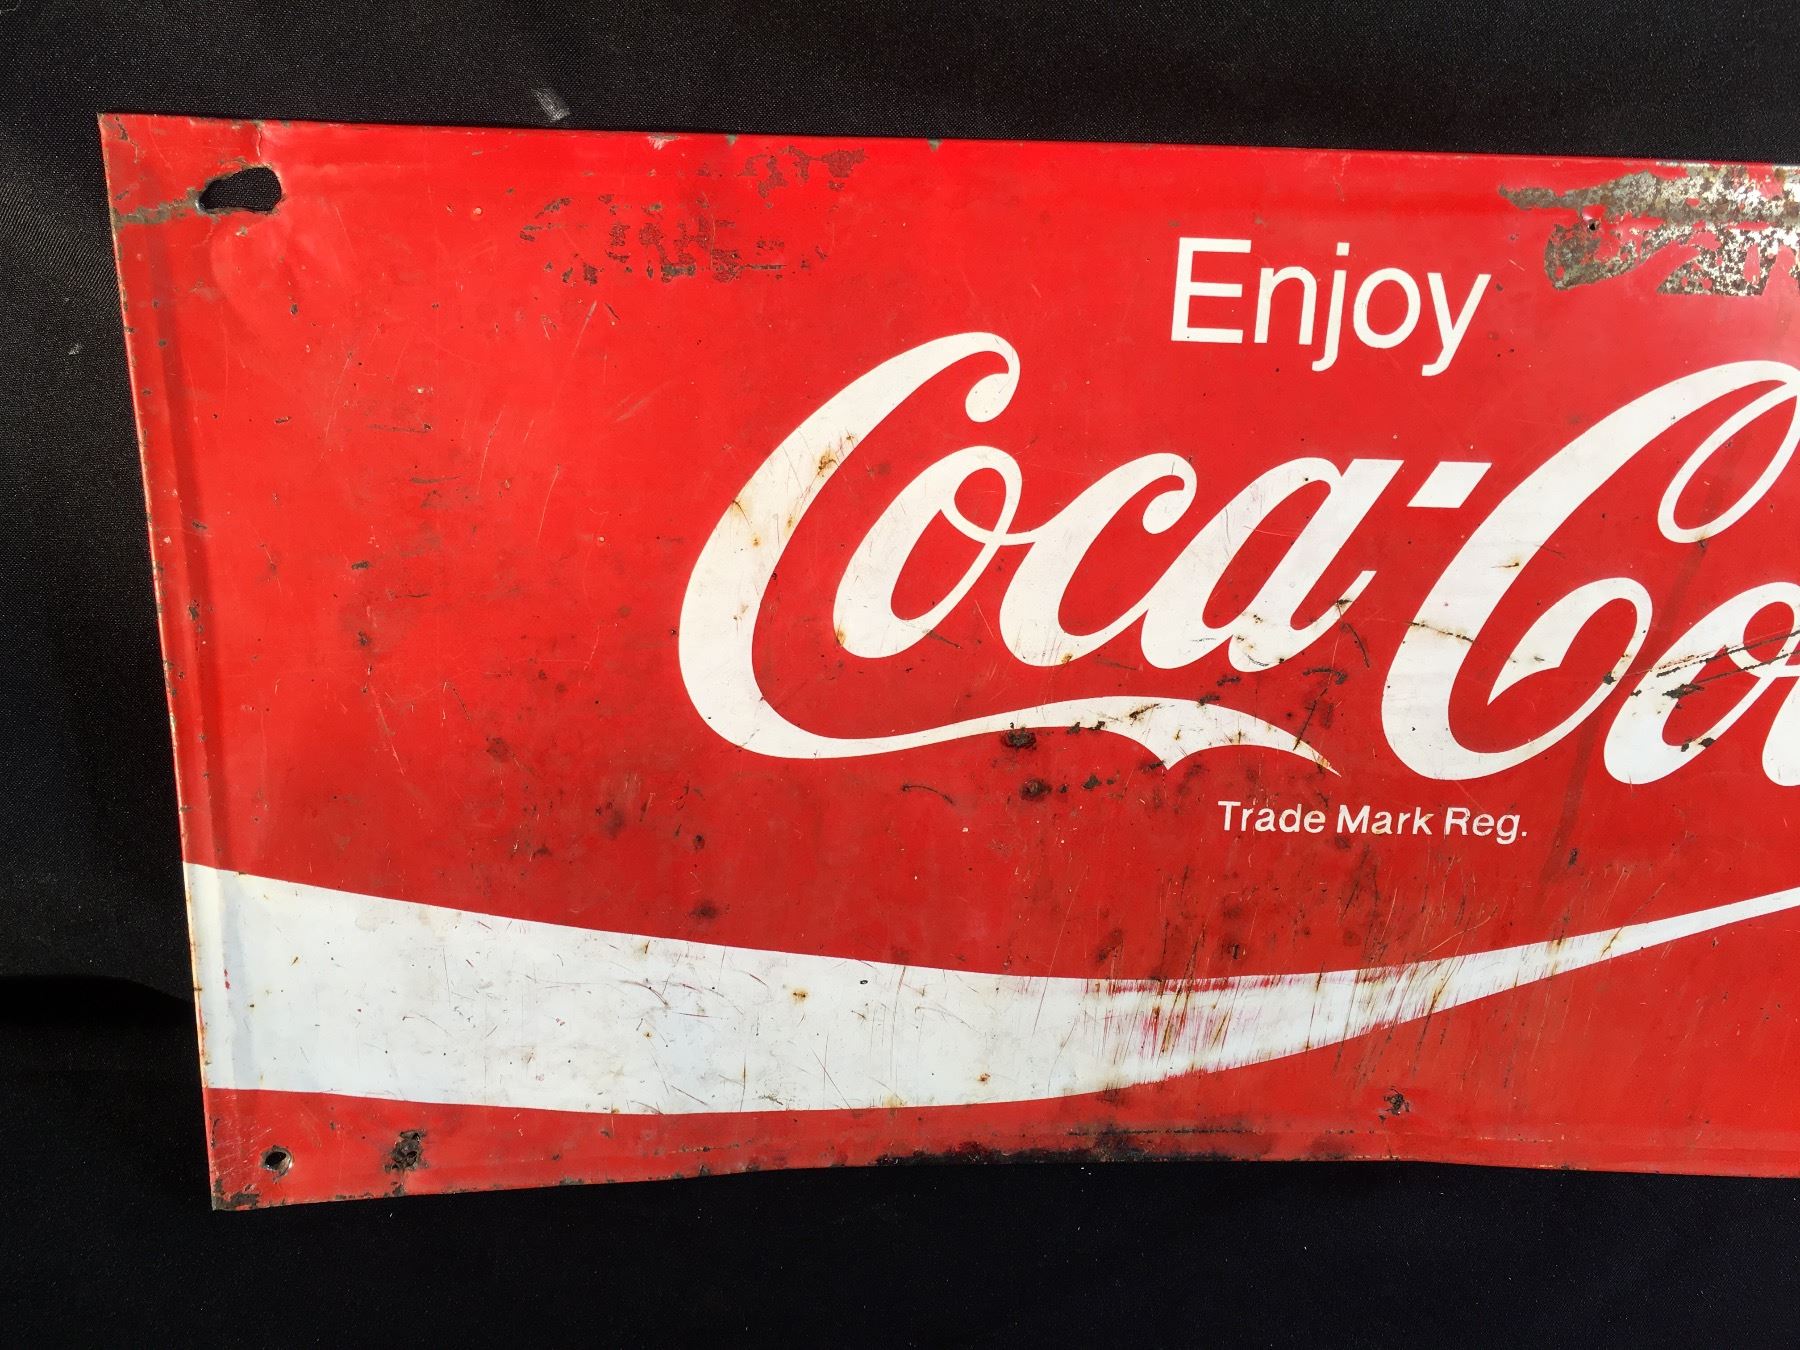 Enjoy
Coca-Co
Trade Mark Reg.